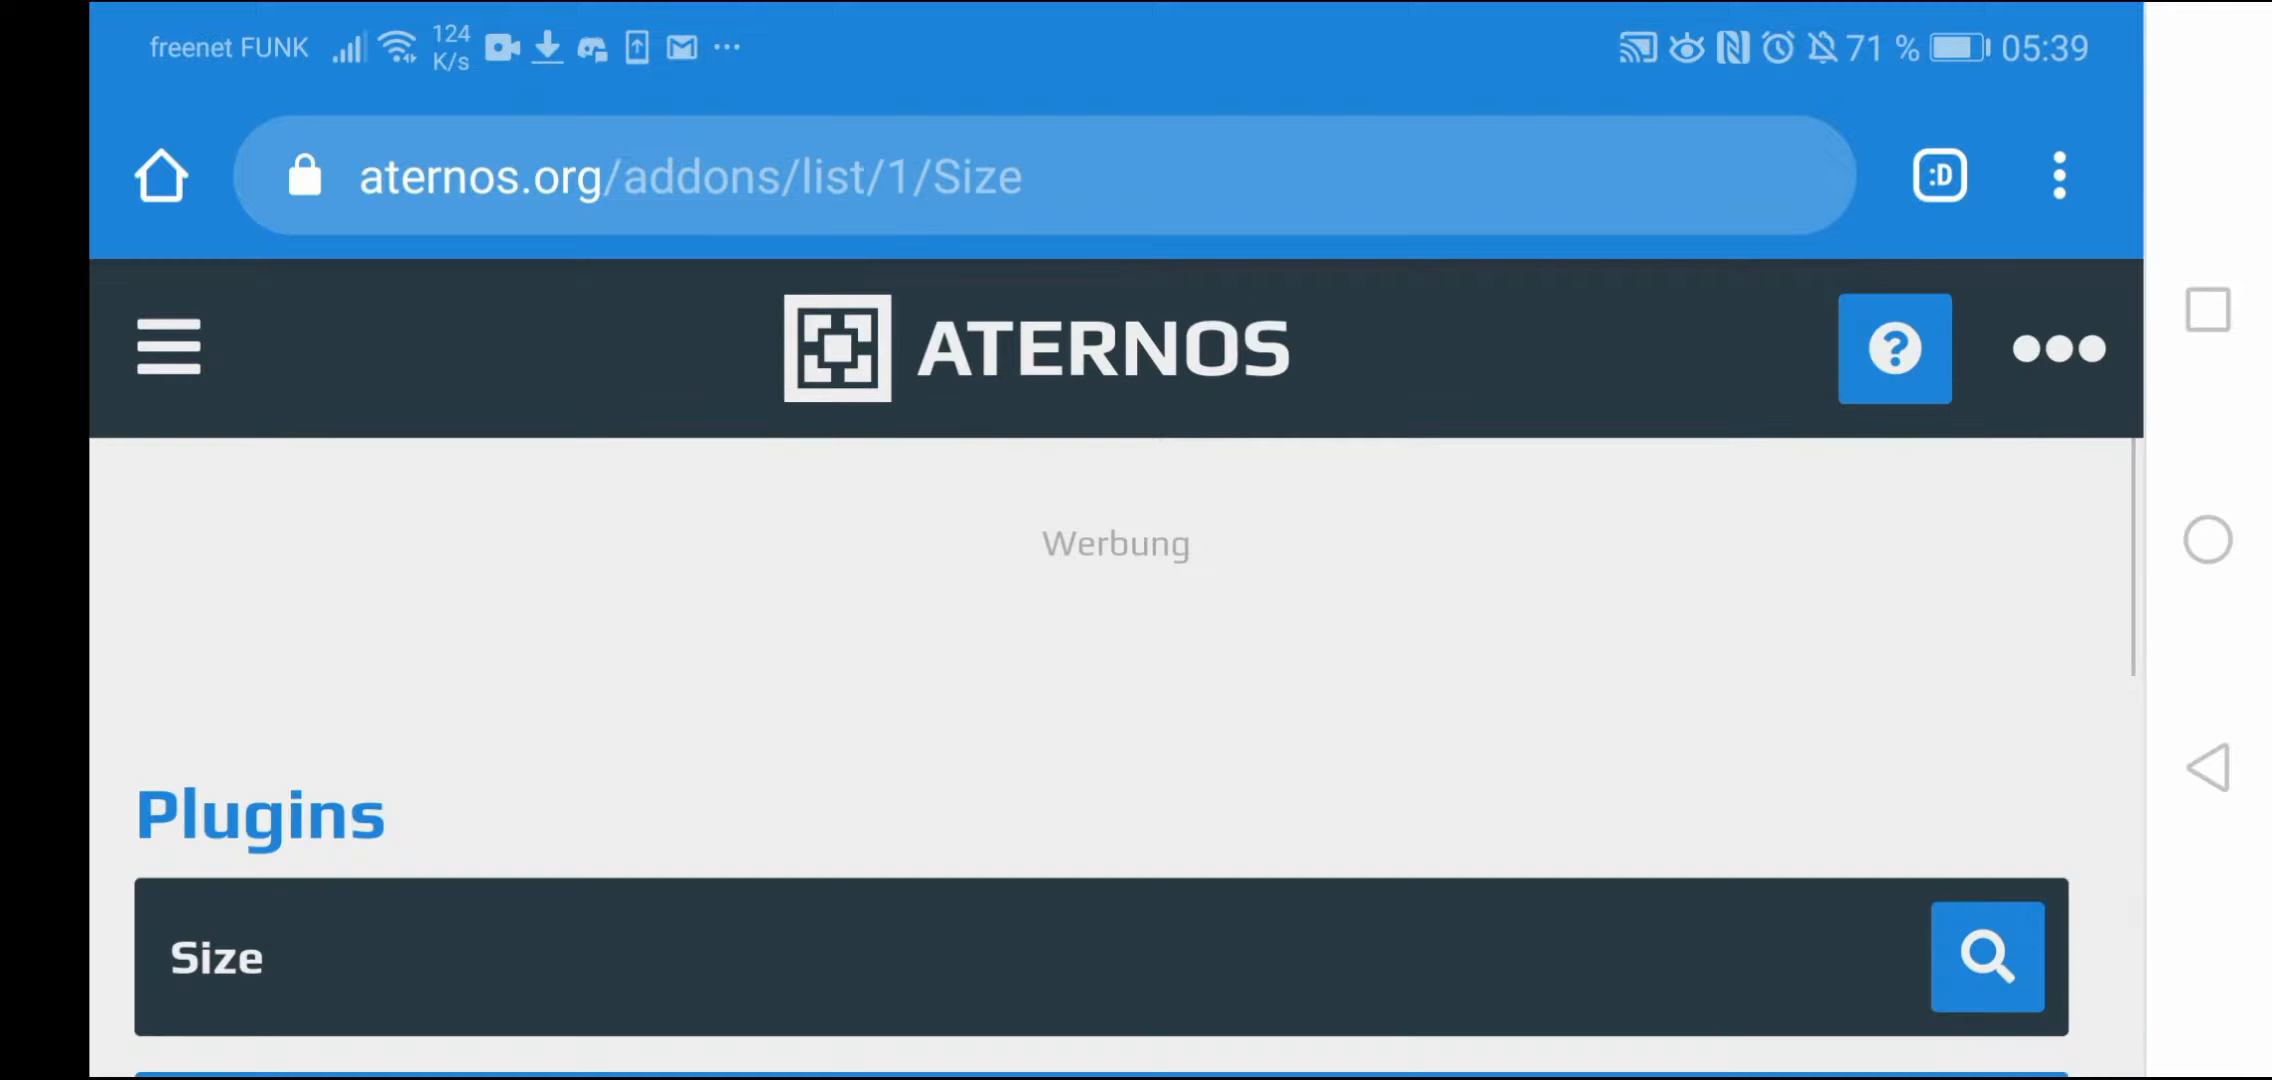 freenet FUNK 124 K/s 71 % 05:39
aternos.org/addons/list/1/Size :D
ATERNOS
Werbung
Plugins
Size